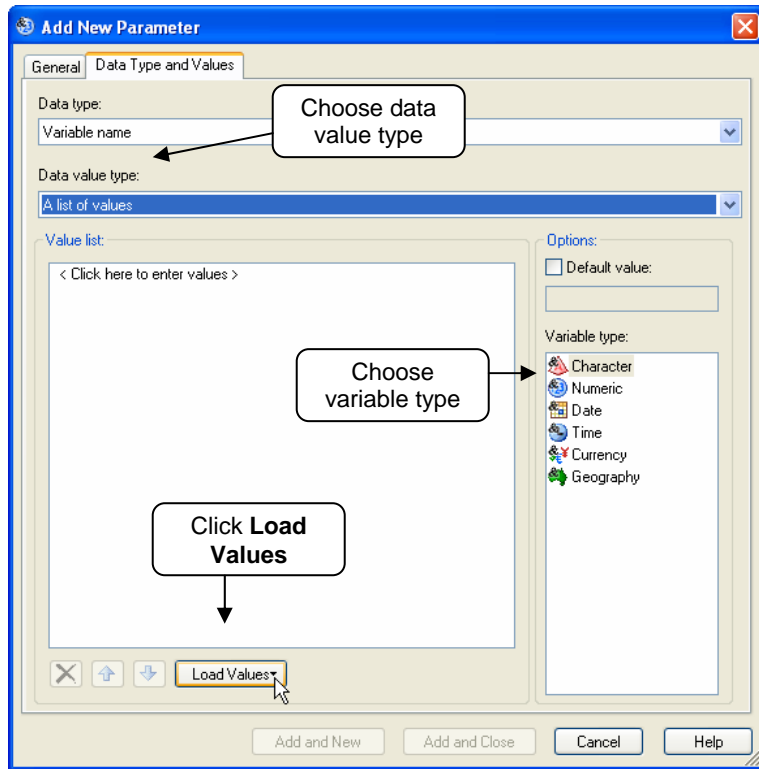 Add New Parameter
General Data Type and Values
Data type:
Variable name
Choose data
value type
Data value type:
A list of values
Value list:
< Click here to enter values >
Options:
Default value:
Variable type:
Character
Numeric
Date
Time
Currency
Geography
Choose
variable type
Click Load
Values
Load Values
Add and New Add and Close Cancel Help